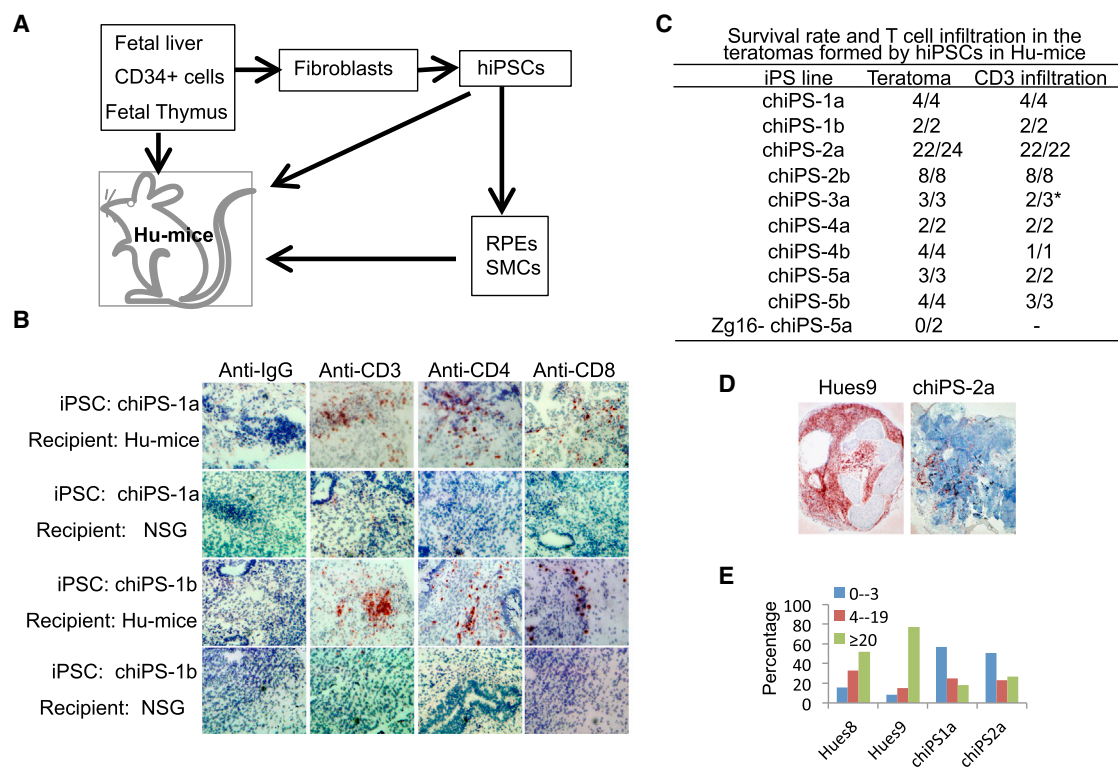 A
Fetal liver
CD34+ cells
Fetal Thymus
Fibroblasts
hiPSCs
Hu-mice
RPEs
SMCs
B
Anti-IgG Anti-CD3 Anti-CD4 Anti-CD8
iPSC: chiPS-1a
Recipient: Hu-mice
iPSC: chiPS-1a
Recipient: NSG
iPSC: chiPS-1b
Recipient: Hu-mice
iPSC: chiPS-1b
Recipient: NSG
C
Survival rate and T cell infiltration in the
teratomas formed by hiPSCs in Hu-mice
iPS line Teratoma CD3 infiltration
chiPS-1a 4/4 4/4
chiPS-1b 2/2 2/2
chiPS-2a 22/24 22/22
chiPS-2b 8/8 8/8
chiPS-3a 3/3 2/3*
chiPS-4a 2/2 2/2
chiPS-4b 4/4 1/1
chiPS-5a 3/3 2/2
chiPS-5b 4/4 3/3
Zg16- chiPS-5a 0/2 -
D
Hues9 chiPS-2a
E
0--3
4--19
≥20
Percentage
100
80
60
40
20
0
Hues8 Hues9 chiPS1a chiPS2a